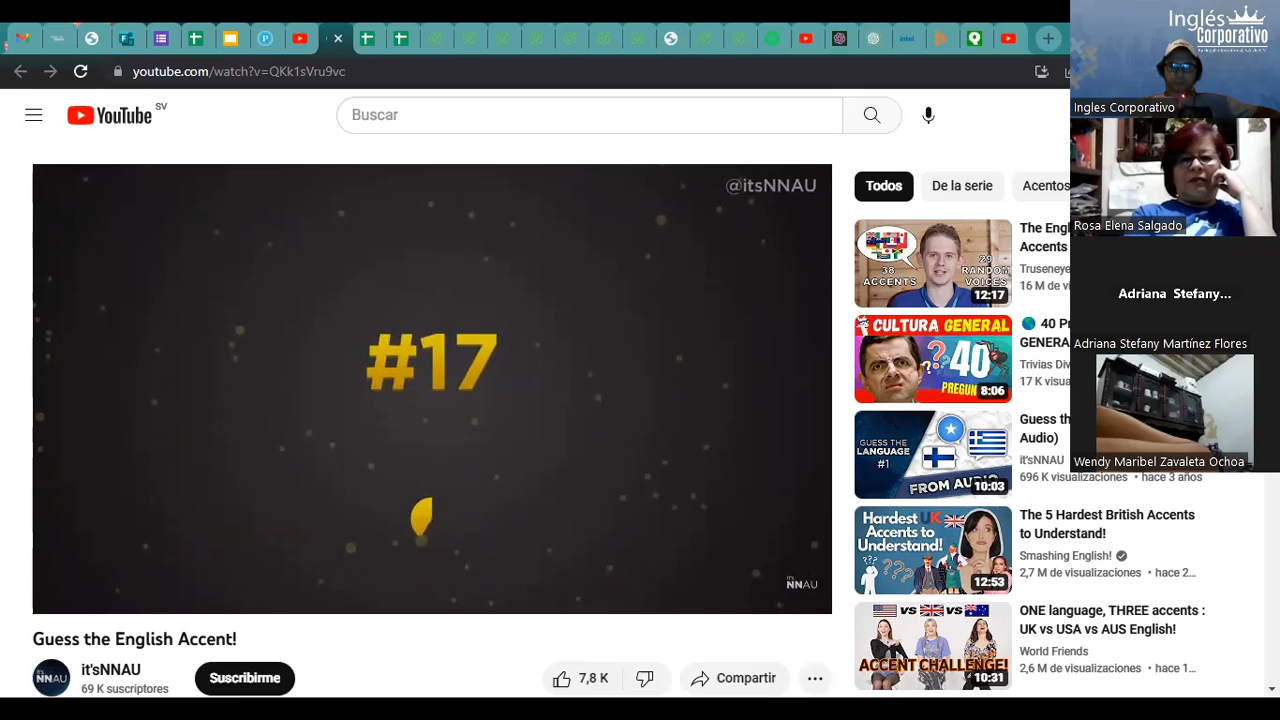 youtube.com/watch?v=QKk1sVru9vc
YouTube SV
Buscar
@itsNNAU
#17
it's
NNAU
Guess the English Accent!
it's
NNAU
it'sNNAU
69 K suscriptores
Suscribirme
7,8 K
Compartir
Todos
De la serie
Acentos
38
ACCENTS
29
RANDOM
VOICES
12:17
The Eng
Accents
Truseneye
16 M de vi
CULTURA GENERAL
40
PREGUN
8:06
40 Pr
GENERA
Trivias Div
17 K visua
GUESS THE
LANGUAGE
#1
FROM AUDIO
10:03
Guess th
Audio)
it'sNNAU
696 K visualizaciones • hace 3 años
Hardest UK
Accents to
Understand!
12:53
The 5 Hardest British Accents
to Understand!
Smashing English!
2,7 M de visualizaciones • hace 2...
VS VS
ACCENT CHALLENGE!
10:31
ONE language, THREE accents :
UK vs USA vs AUS English!
World Friends
2,6 M de visualizaciones • hace 1...
Inglés
Corporativo
Ingles Corporativo
Rosa Elena Salgado
Adriana Stefany...
Adriana Stefany Martínez Flores
Wendy Maribel Zavaleta Ochoa